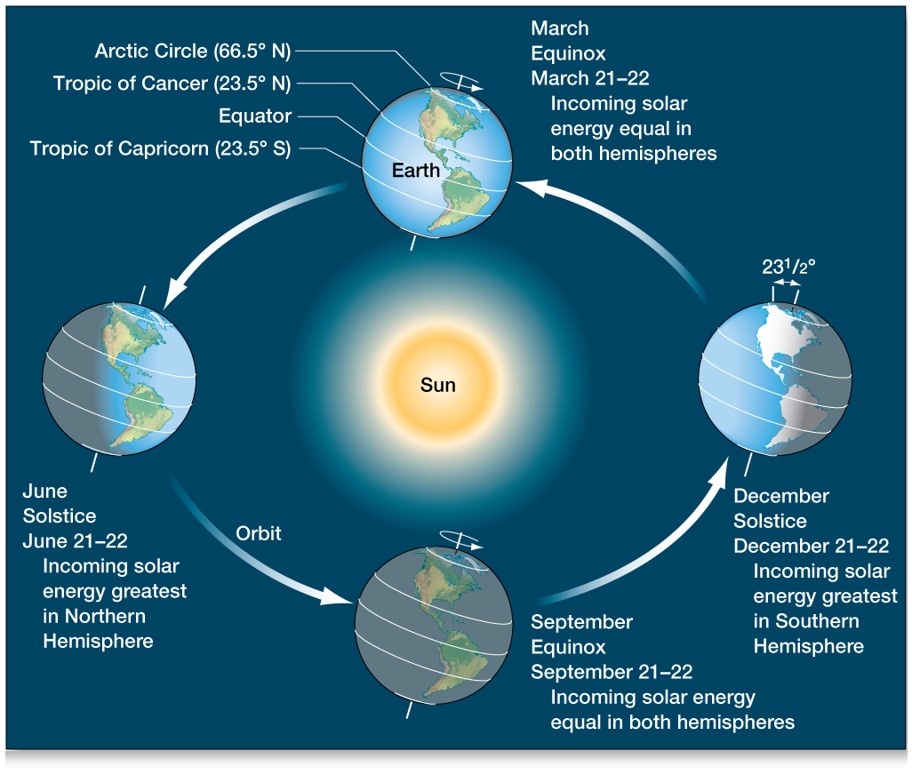 March
Equinox
March 21–22
Incoming solar
energy equal in
both hemispheres
Arctic Circle (66.5° N)
Tropic of Cancer (23.5° N)
Equator
Tropic of Capricorn (23.5° S)
Earth
23 1/2°
Sun
June
Solstice
June 21–22
Incoming solar
energy greatest
in Northern
Hemisphere
Orbit
December
Solstice
December 21–22
Incoming solar
energy greatest
in Southern
Hemisphere
September
Equinox
September 21–22
Incoming solar energy
equal in both hemispheres